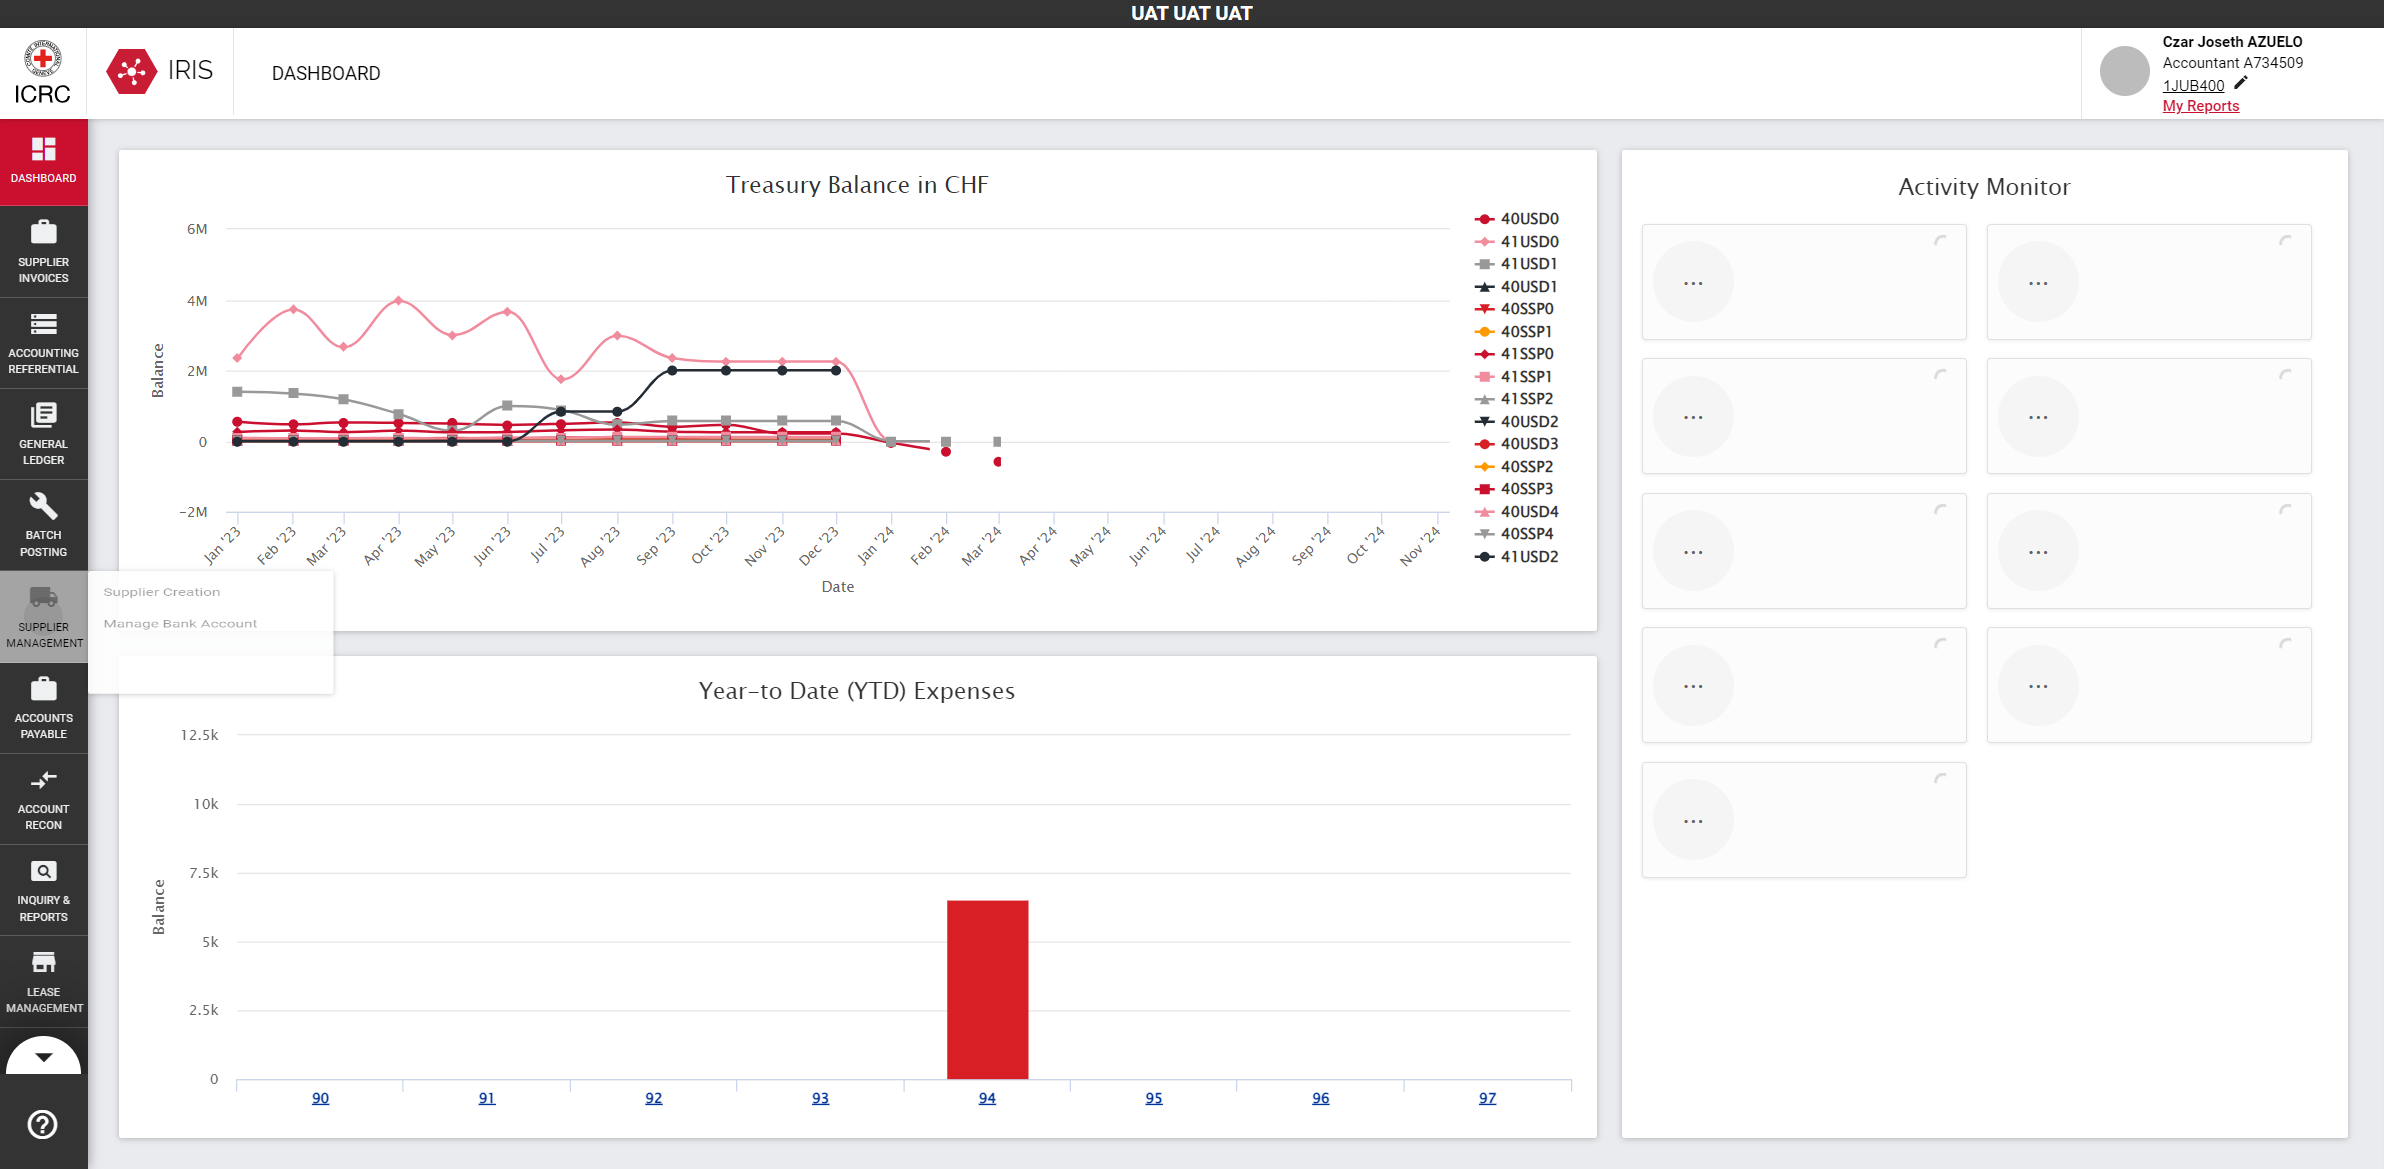 UAT UAT UAT
ICRC
IRIS
DASHBOARD
Czar Joseth AZUELO
Accountant A734509
1JUB400
My Reports
DASHBOARD
SUPPLIER
INVOICES
ACCOUNTING
REFERENTIAL
GENERAL
LEDGER
BATCH
POSTING
SUPPLIER
MANAGEMENT
ACCOUNTS
PAYABLE
ACCOUNT
RECON
INQUIRY &
REPORTS
LEASE
MANAGEMENT
Supplier Creation
Manage Bank Account
Treasury Balance in CHF
6M
4M
2M
0
-2M
Balance
Jan '23
Feb '23
Mar '23
Apr '23
May '23
Jun '23
Jul '23
Aug '23
Sep '23
Oct '23
Nov '23
Dec '23
Jan '24
Feb '24
Mar '24
Apr '24
May '24
Jun '24
Jul '24
Aug '24
Sep '24
Oct '24
Nov '24
Date
40USD0
41USD0
41USD1
40USD1
40SSP0
40SSP1
41SSP0
41SSP1
41SSP2
40USD2
40USD3
40SSP2
40SSP3
40USD4
40SSP4
41USD2
Year-to Date (YTD) Expenses
12.5k
10k
7.5k
5k
2.5k
0
Balance
90
91
92
93
94
95
96
97
Activity Monitor
...
...
...
...
...
...
...
...
...